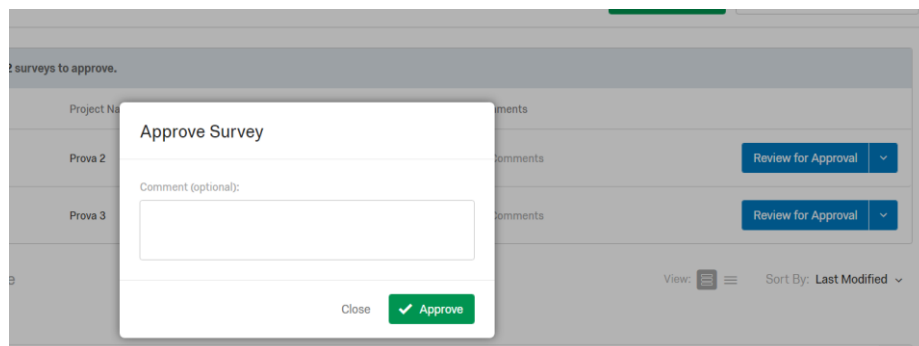 2 surveys to approve.
Project Na
ments
Approve Survey
Prova 2
Comments
Review for Approval
Comment (optional):
Prova 3
Comments
Review for Approval
e
View:
Sort By: Last Modified
Close
Approve